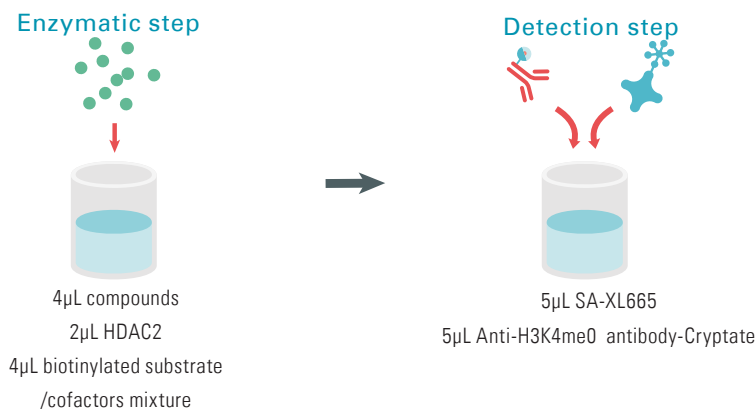 Enzymatic step
4µL compounds
2µL HDAC2
4µL biotinylated substrate
/cofactors mixture
Detection step
5µL SA-XL665
5µL Anti-H3K4me0 antibody-Cryptate